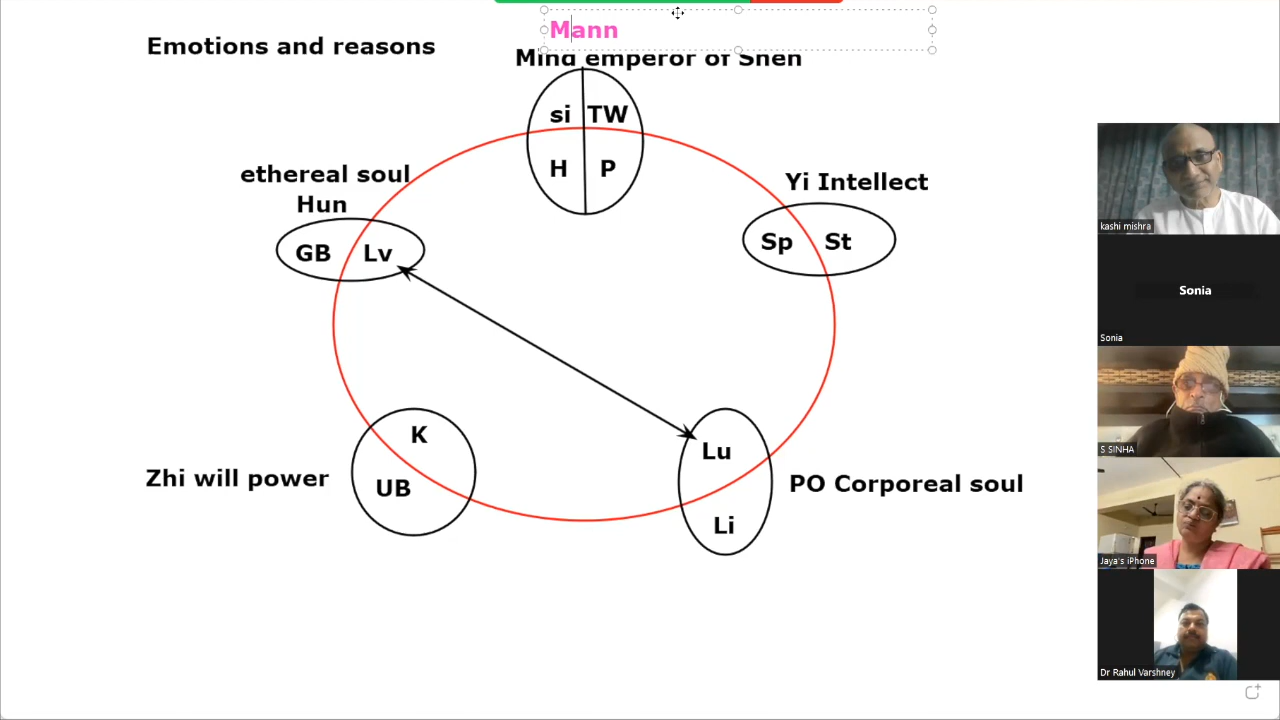 Mann
Emotions and reasons
Mind emperor of Shen
si TW
H P
ethereal soul
Hun
GB Lv
Yi Intellect
Sp St
K
UB
Zhi will power
Lu
Li
PO Corporeal soul
kashi mishra
Sonia
Sonia
S SINHA
Jaya's iPhone
Dr Rahul Varshney